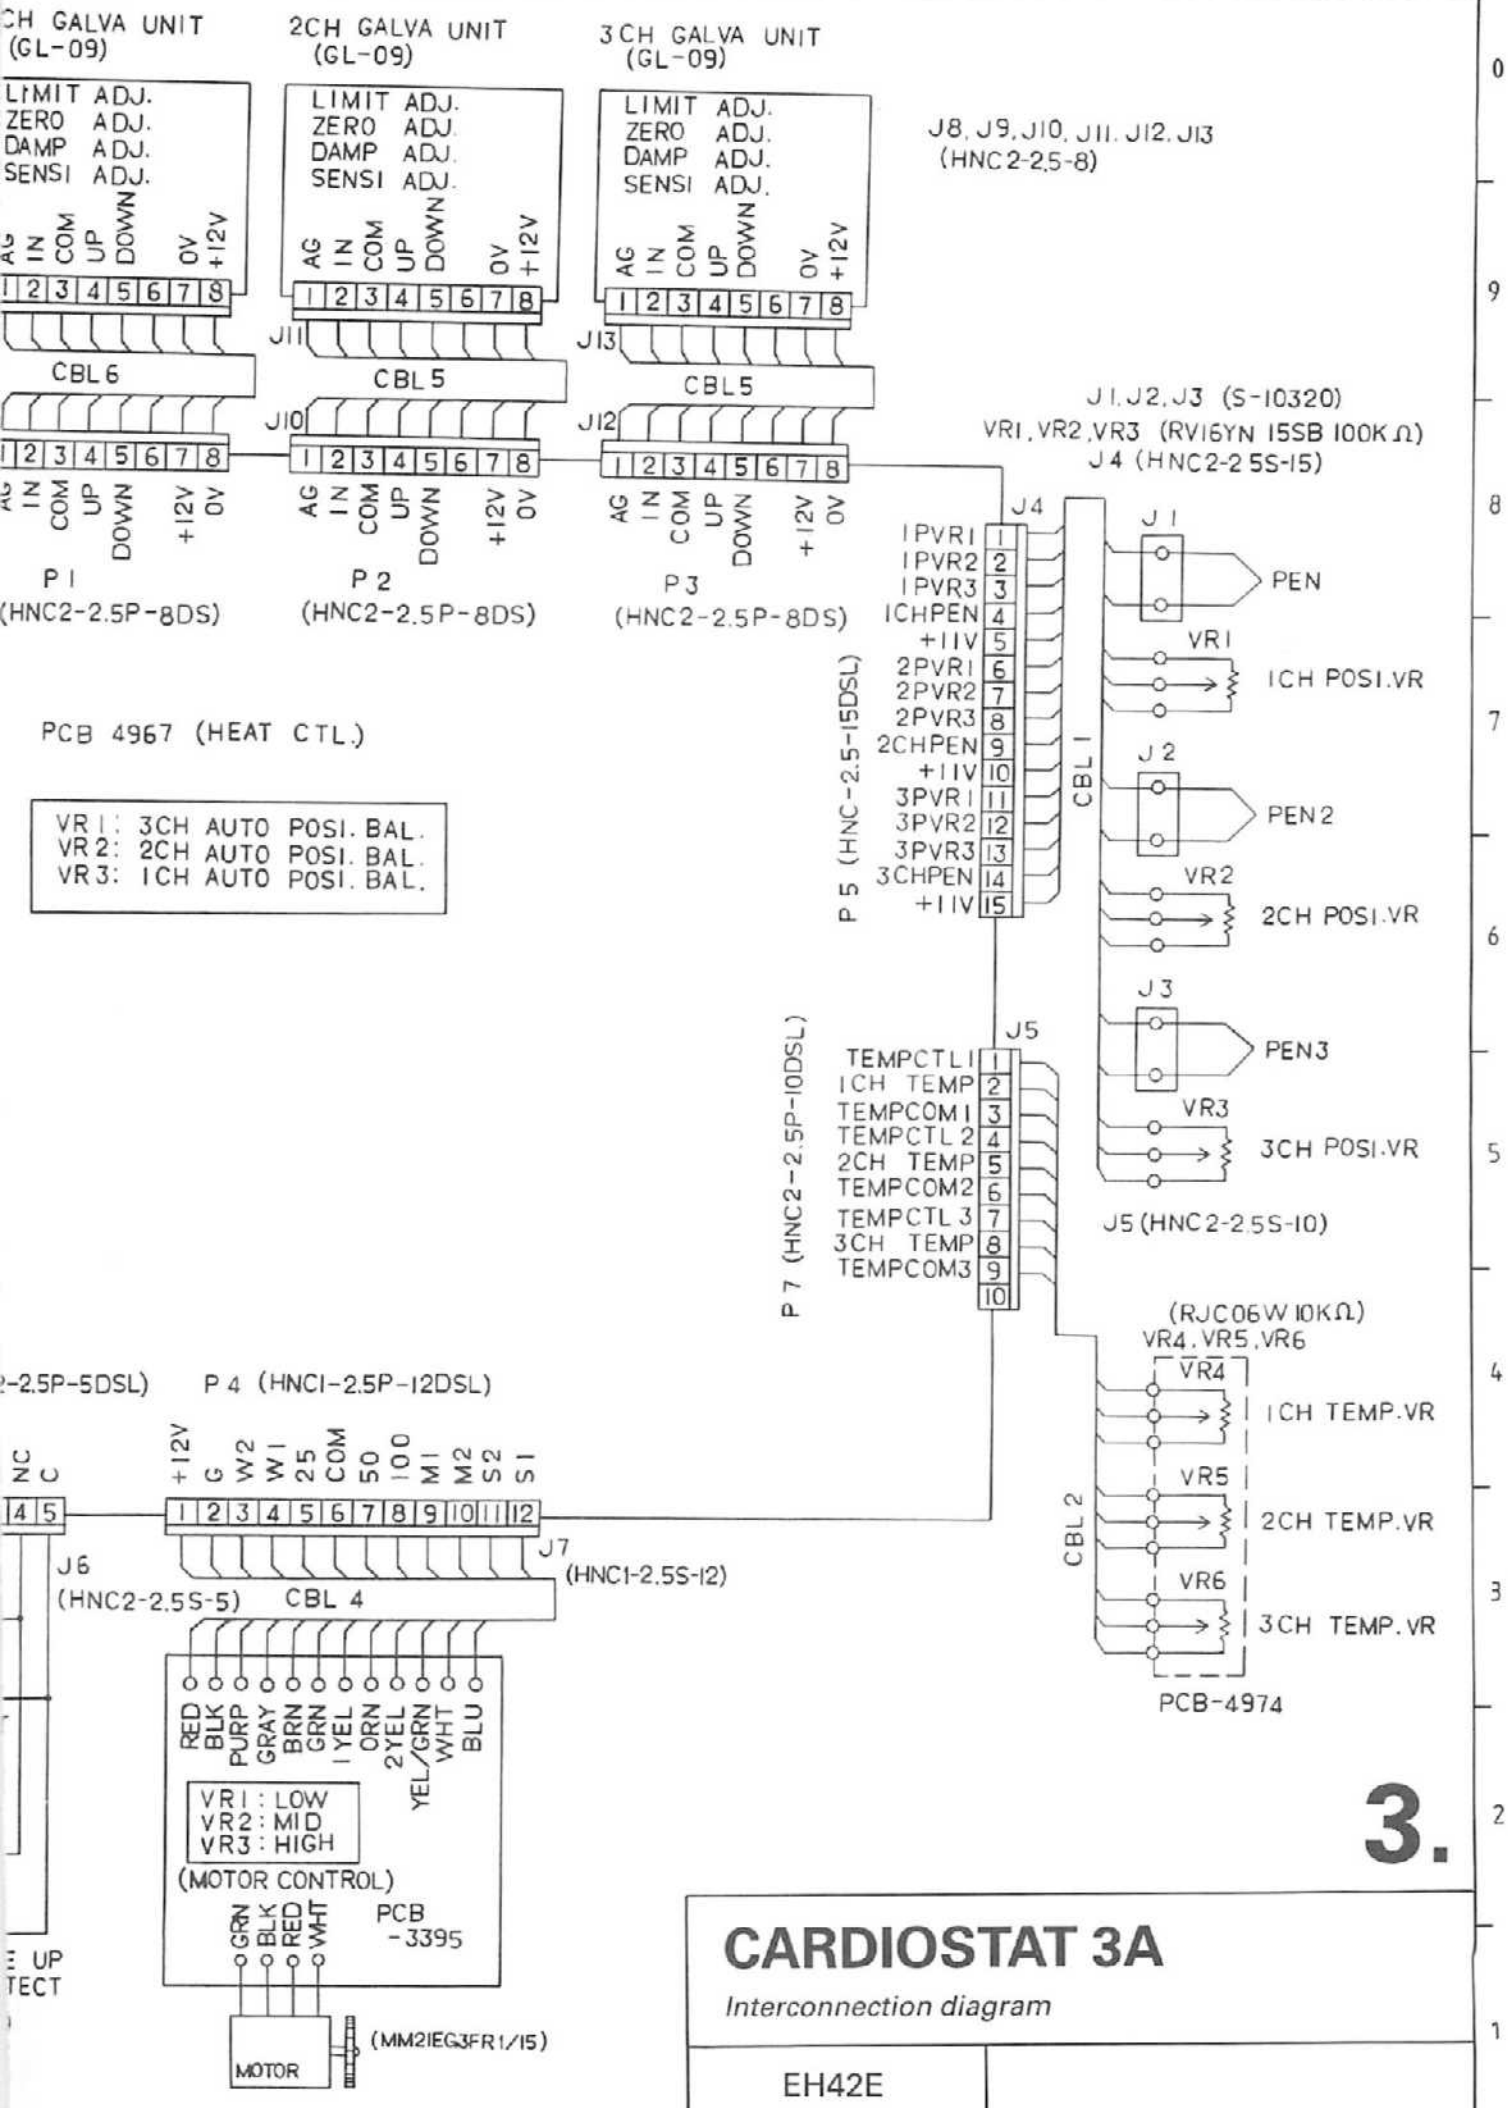 CH GALVA UNIT
(GL-09)
LIMIT ADJ.
ZERO ADJ.
DAMP ADJ.
SENSI ADJ.
AG IN COM UP DOWN 0V +12V
1 2 3 4 5 6 7 8
CBL6
1 2 3 4 5 6 7 8
AG IN COM UP DOWN +12V 0V
P1
(HNC2-2.5P-8DS)
2CH GALVA UNIT
(GL-09)
LIMIT ADJ.
ZERO ADJ.
DAMP ADJ.
SENSI ADJ.
AG IN COM UP DOWN 0V +12V
1 2 3 4 5 6 7 8
J11
CBL5
J10
1 2 3 4 5 6 7 8
AG IN COM UP DOWN +12V 0V
P2
(HNC2-2.5P-8DS)
3CH GALVA UNIT
(GL-09)
LIMIT ADJ.
ZERO ADJ.
DAMP ADJ.
SENSI ADJ.
AG IN COM UP DOWN 0V +12V
1 2 3 4 5 6 7 8
J13
CBL5
J12
1 2 3 4 5 6 7 8
AG IN COM UP DOWN +12V 0V
P3
(HNC2-2.5P-8DS)
J8, J9, J10, J11. J12. J13
(HNC2-2,5-8)
J1, J2, J3 (S-10320)
VR1, VR2, VR3 (RV16YN 15SB 100KΩ)
J4 (HNC2-2 5S-15)
PCB 4967 (HEAT CTL.)
VR1: 3CH AUTO POSI. BAL.
VR2: 2CH AUTO POSI. BAL.
VR3: 1CH AUTO POSI. BAL.
P5 (HNC-2.5-15DSL)
J4
1PVR1 1
1PVR2 2
1PVR3 3
1CHPEN 4
+11V 5
2PVR1 6
2PVR2 7
2PVR3 8
2CHPEN 9
+11V 10
3PVR1 11
3PVR2 12
3PVR3 13
3CHPEN 14
+11V 15
CBL1
J1
PEN
VR1
1CH POSI.VR
J2
PEN2
VR2
2CH POSI.VR
J3
PEN3
VR3
3CH POSI.VR
P7 (HNC2-2.5P-10DSL)
J5
TEMPCTL1 1
1CH TEMP 2
TEMPCOM1 3
TEMPCTL2 4
2CH TEMP 5
TEMPCOM2 6
TEMPCTL3 7
3CH TEMP 8
TEMPCOM3 9
10
J5 (HNC2-2.5S-10)
(RJC06W 10KΩ)
VR4, VR5, VR6
VR4
1CH TEMP.VR
VR5
2CH TEMP.VR
VR6
3CH TEMP.VR
CBL2
PCB-4974
-2.5P-5DSL)
NC C
4 5
J6
(HNC2-2.5S-5)
P4 (HNC1-2.5P-12DSL)
+12V G W2 W1 25 COM 50 100 M1 M2 S2 S1
1 2 3 4 5 6 7 8 9 10 11 12
J7
(HNC1-2.5S-12)
CBL 4
RED BLK PURP GRAY BRN GRN 1YEL ORN 2YEL YEL/GRN WHT BLU
VR1: LOW
VR2: MID
VR3: HIGH
(MOTOR CONTROL)
PCB
-3395
GRN BLK RED WHT
MOTOR
(MM21EG3FR1/15)
E UP
TECT
3.
CARDIOSTAT 3A
Interconnection diagram
EH42E
0
9
8
7
6
5
4
3
2
1